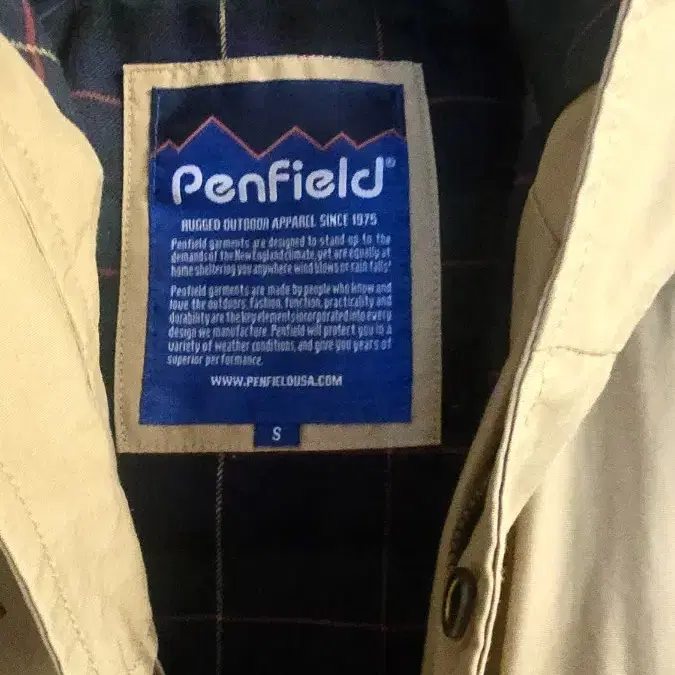 Penfield®
RUGGED OUTDOOR APPAREL SINCE 1975
Penfield garments are designed to stand up to the
demands of the New England climate, yet are equally at
home sheltering you anywhere wind blows or rain falls.
Penfield garments are made by people who know and
love the outdoors. Fashion, function, practicality and
durability are the key elements incorporated into every
design we manufacture. Penfield will protect you in a
variety of weather conditions, and give you years of
superior performance.
WWW.PENFIELDUSA.COM
S